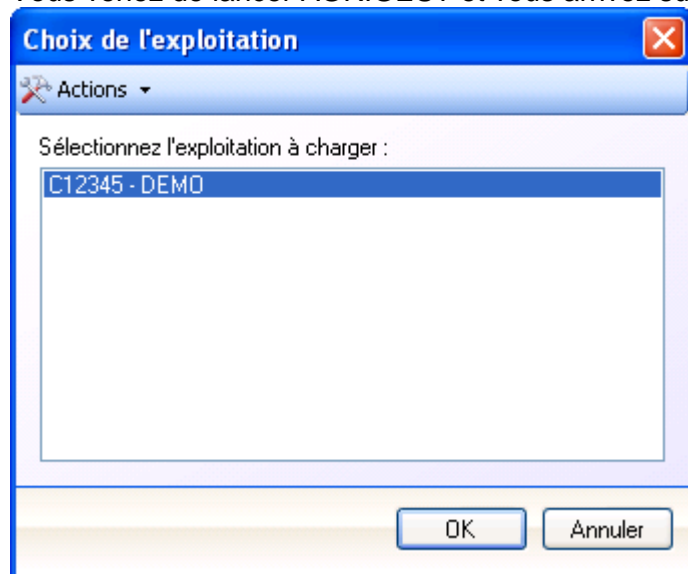 Choix de l'exploitation
Actions
Sélectionnez l'exploitation à charger :
C12345 - DEMO
OK Annuler